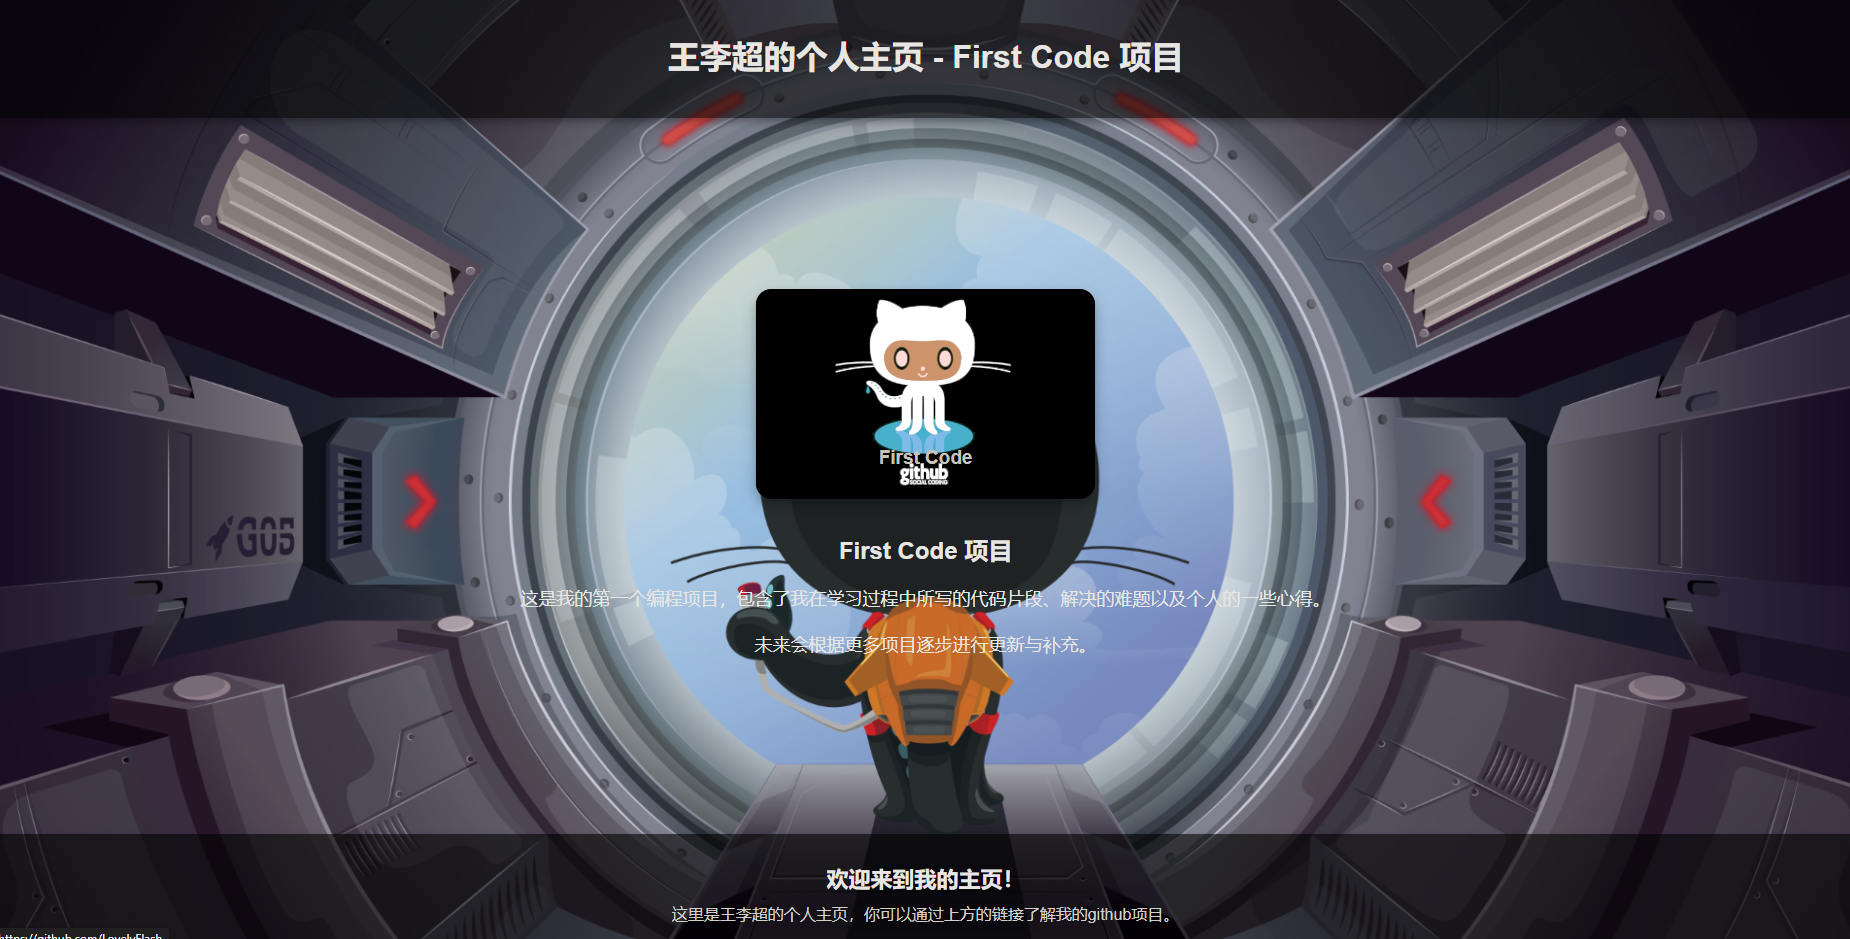 王李超的个人主页 - First Code 项目
First Code
github
SOCIAL CODING
G05
First Code 项目
这是我的第一个编程项目，包含了我在学习过程中所写的代码片段、解决的难题以及个人的一些心得。
未来会根据更多项目逐步进行更新与补充。
欢迎来到我的主页！
这里是王李超的个人主页，你可以通过上方的链接了解我的github项目。
https://github.com/LovelyFlash